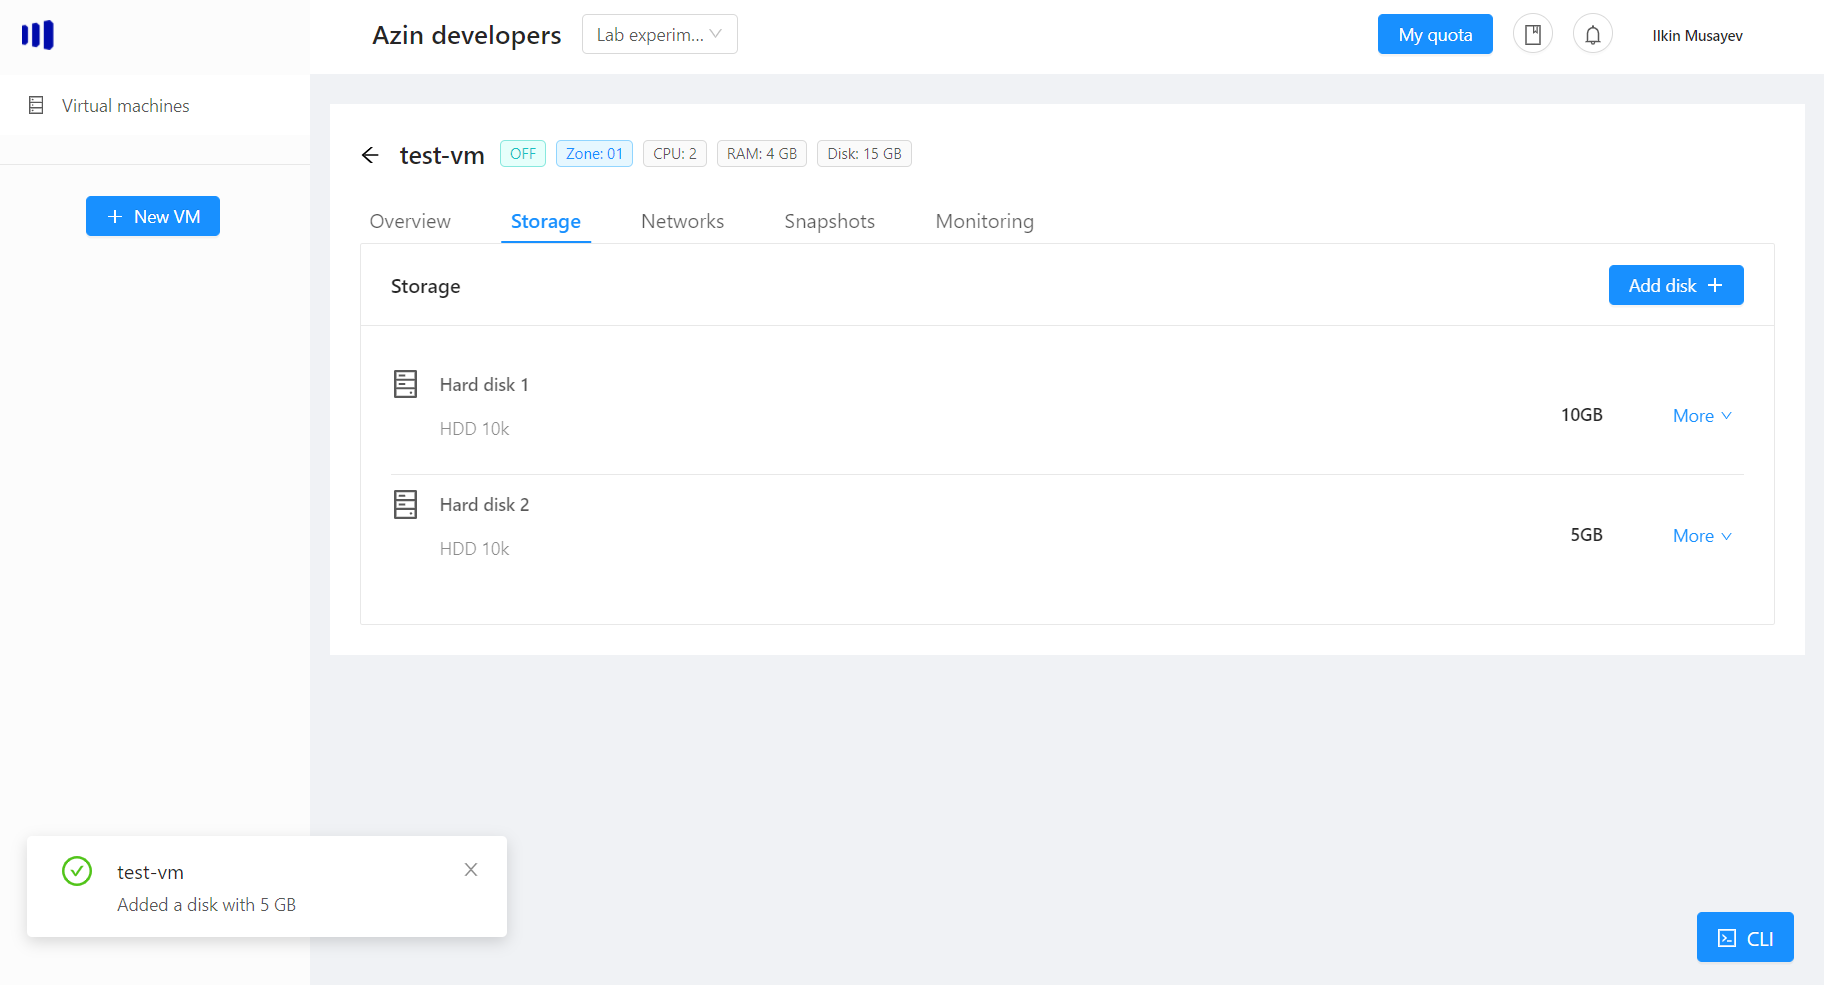 Azin developers
Lab experim...
My quota
Ilkin Musayev
Virtual machines
New VM
test-vm
OFF
Zone: 01
CPU: 2
RAM: 4 GB
Disk: 15 GB
Overview
Storage
Networks
Snapshots
Monitoring
Storage
Add disk
Hard disk 1
HDD 10k
10GB
More
Hard disk 2
HDD 10k
5GB
More
test-vm
Added a disk with 5 GB
CLI